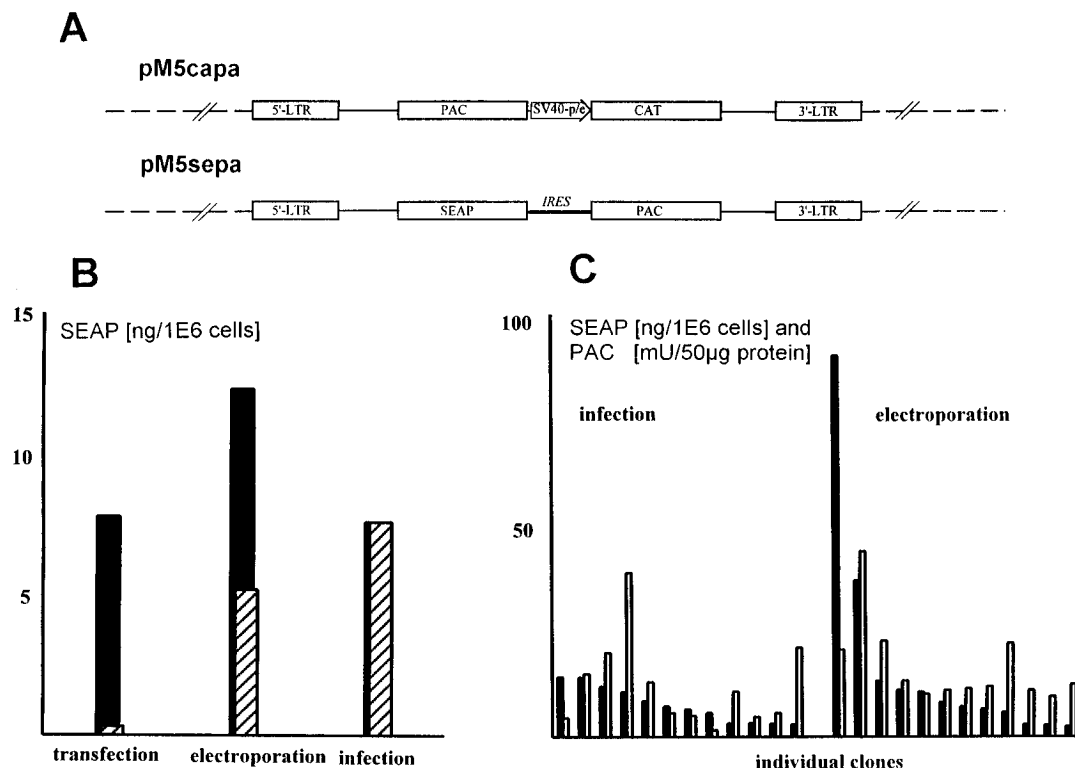 A
pM5capa
5'-LTR PAC SV40-p/e CAT 3'-LTR
pM5sepa
5'-LTR SEAP IRES PAC 3'-LTR
B
15
SEAP [ng/1E6 cells]
10
5
transfection electroporation infection
C
100
SEAP [ng/1E6 cells] and
PAC [mU/50µg protein]
infection electroporation
50
individual clones